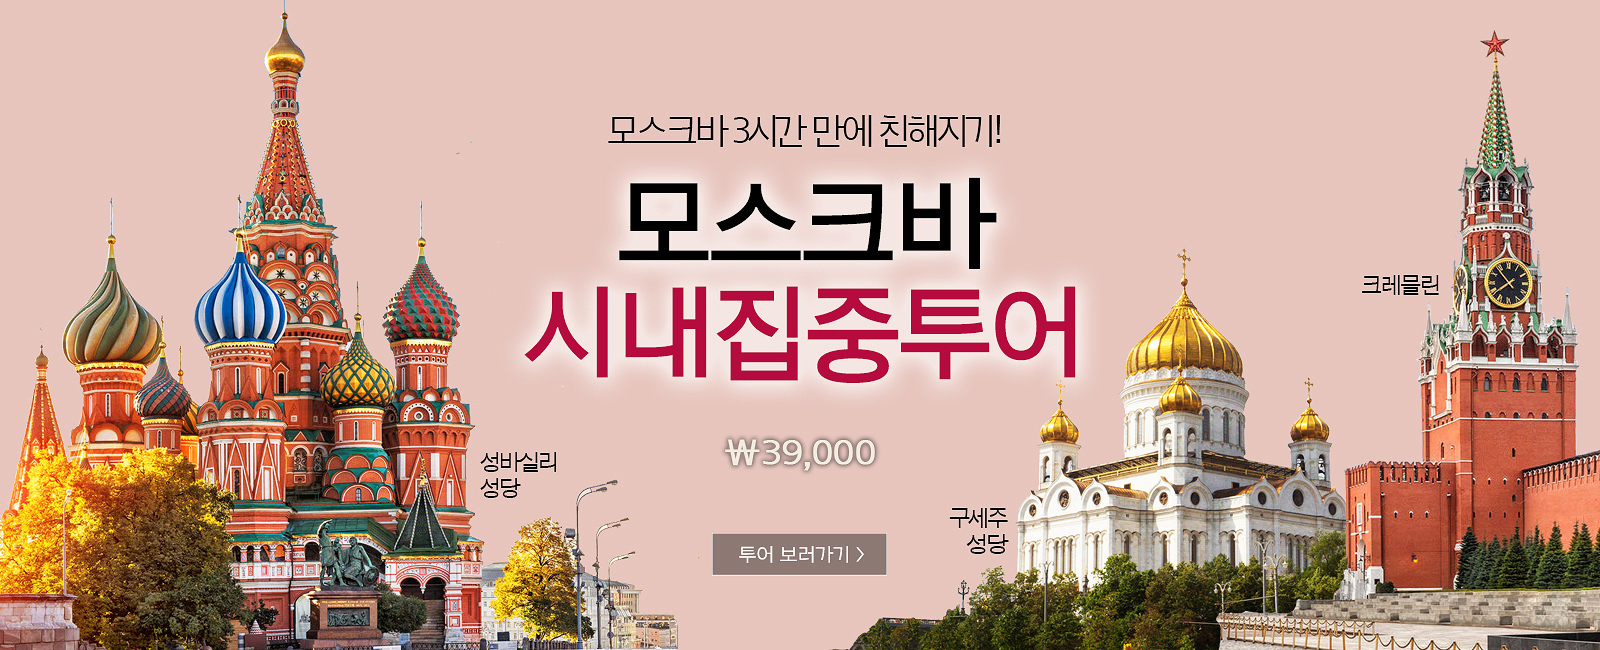 모스크바 3시간 만에 친해지기!
모스크바
시내집중투어
₩39,000
투어 보러가기 >
성바실리
성당
구세주
성당
크레믈린